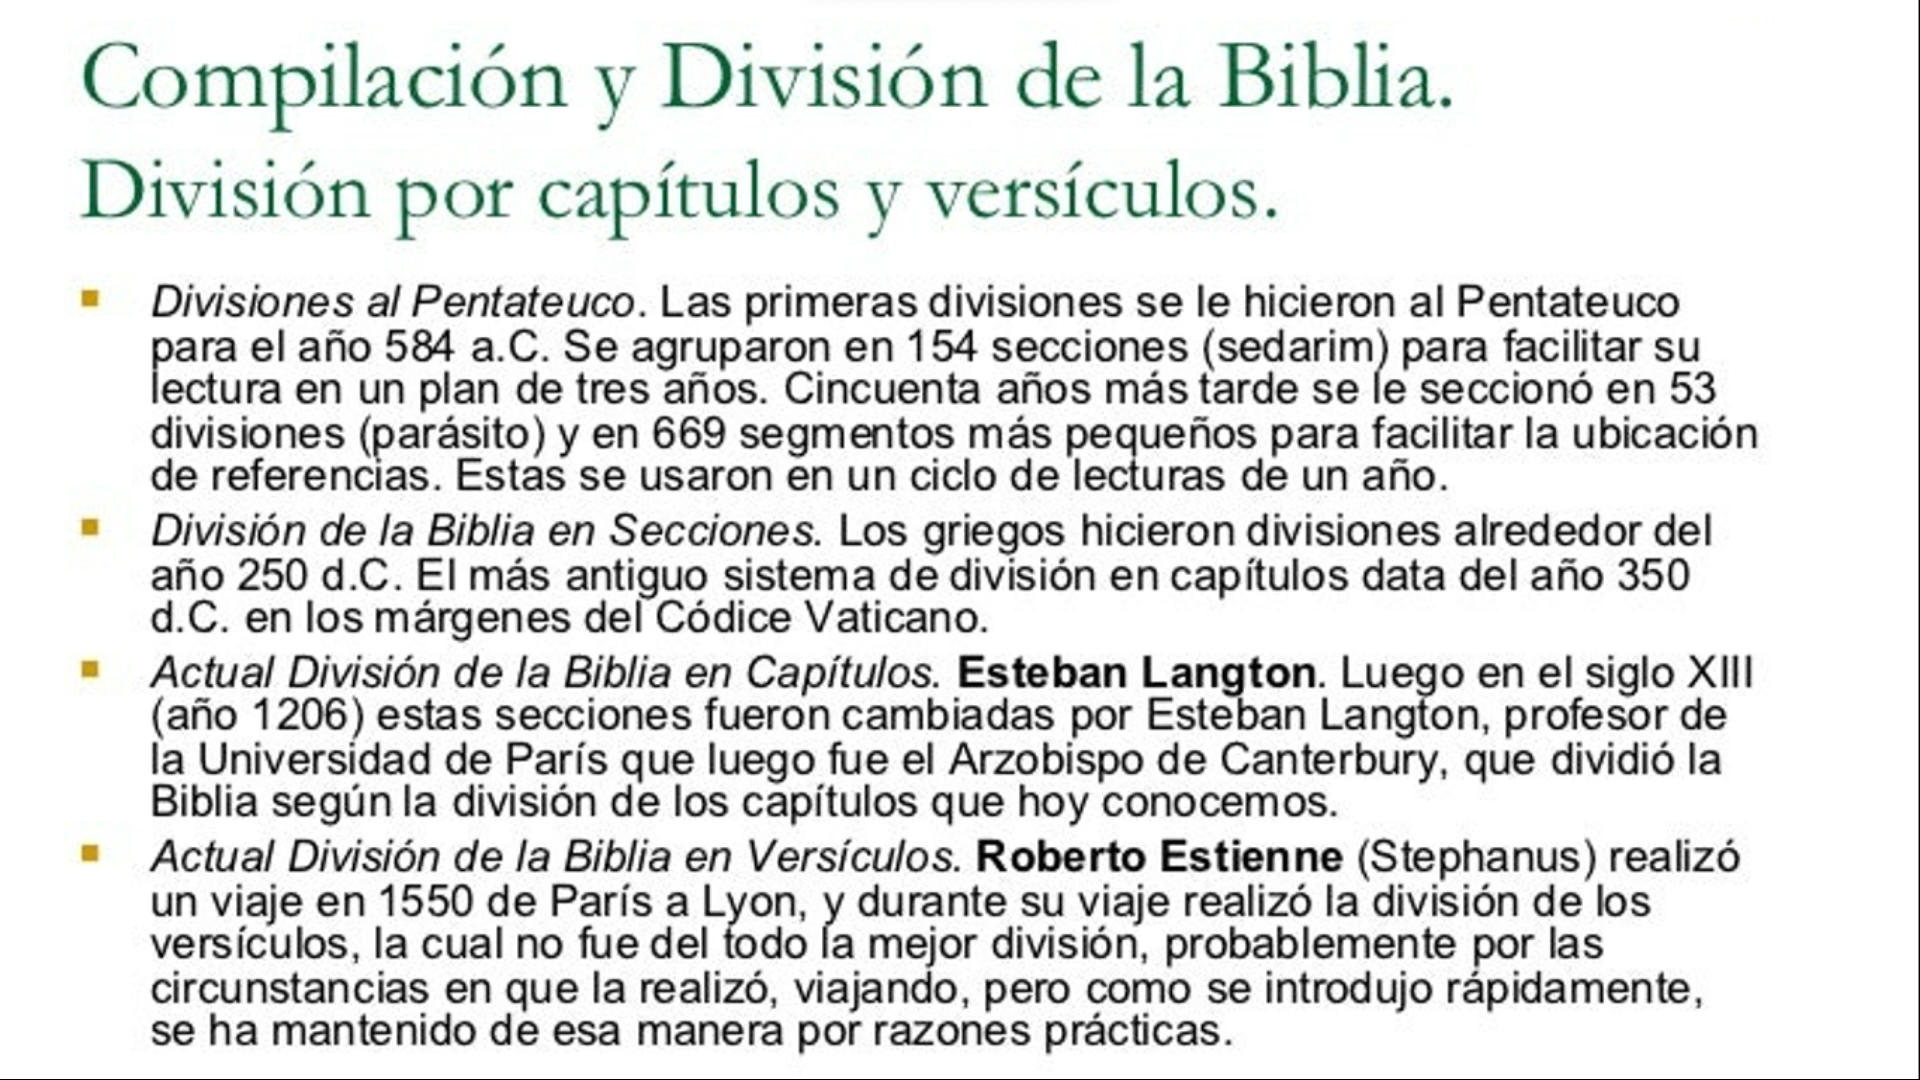 Compilación y División de la Biblia.
División por capítulos y versículos.
Divisiones al Pentateuco. Las primeras divisiones se le hicieron al Pentateuco
para el año 584 a.C. Se agruparon en 154 secciones (sedarim) para facilitar su
lectura en un plan de tres años. Cincuenta años más tarde se le seccionó en 53
divisiones (parásito) y en 669 segmentos más pequeños para facilitar la ubicación
de referencias. Estas se usaron en un ciclo de lecturas de un año.
División de la Biblia en Secciones. Los griegos hicieron divisiones alrededor del
año 250 d.C. El más antiguo sistema de división en capítulos data del año 350
d.C. en los márgenes del Códice Vaticano.
Actual División de la Biblia en Capítulos. Esteban Langton. Luego en el siglo XIII
(año 1206) estas secciones fueron cambiadas por Esteban Langton, profesor de
la Universidad de París que luego fue el Arzobispo de Canterbury, que dividió la
Biblia según la división de los capítulos que hoy conocemos.
Actual División de la Biblia en Versículos. Roberto Estienne (Stephanus) realizó
un viaje en 1550 de París a Lyon, y durante su viaje realizó la división de los
versículos, la cual no fue del todo la mejor división, probablemente por las
circunstancias en que la realizó, viajando, pero como se introdujo rápidamente,
se ha mantenido de esa manera por razones prácticas.